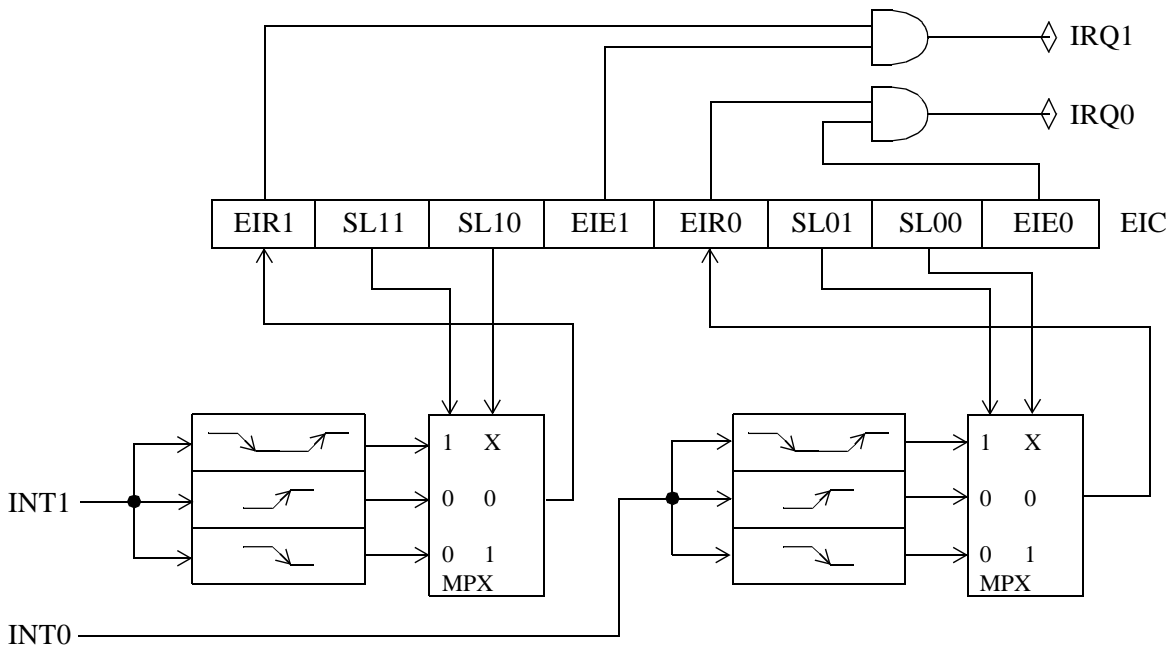 IRQ1
IRQ0
EIR1 SL11 SL10 EIE1 EIR0 SL01 SL00 EIE0 EIC
1 X 1 X
INT1 0 0 0 0
0 1 0 1
MPX MPX
INT0